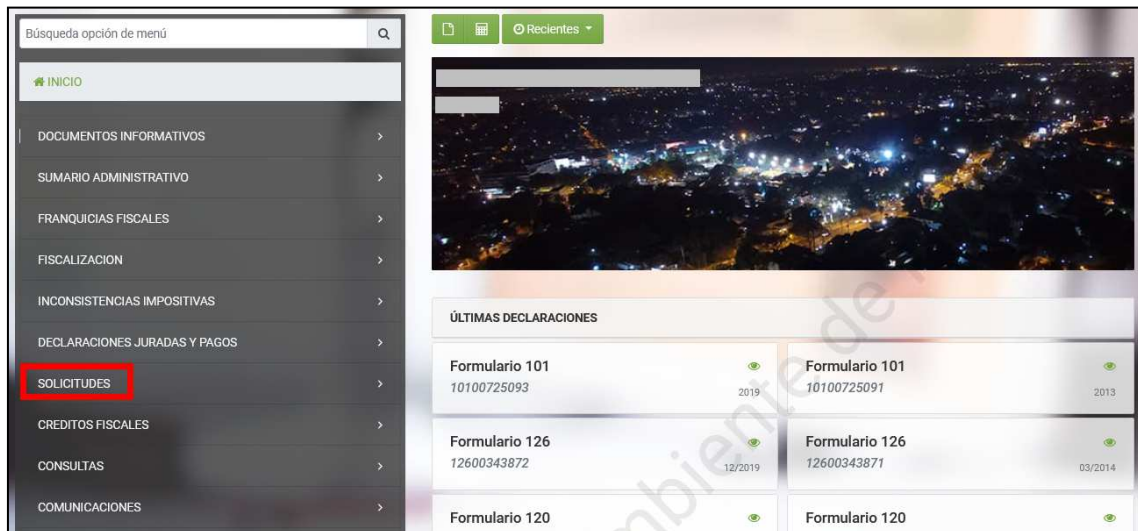 Búsqueda opción de menú
INICIO
DOCUMENTOS INFORMATIVOS
SUMARIO ADMINISTRATIVO
FRANQUICIAS FISCALES
FISCALIZACION
INCONSISTENCIAS IMPOSITIVAS
DECLARACIONES JURADAS Y PAGOS
SOLICITUDES
CREDITOS FISCALES
CONSULTAS
COMUNICACIONES
Recientes
ÚLTIMAS DECLARACIONES
Formulario 101
10100725093
2019
Formulario 101
10100725091
2013
Formulario 126
12600343872
12/2019
Formulario 126
12600343871
03/2014
Formulario 120
Formulario 120
mbiente de